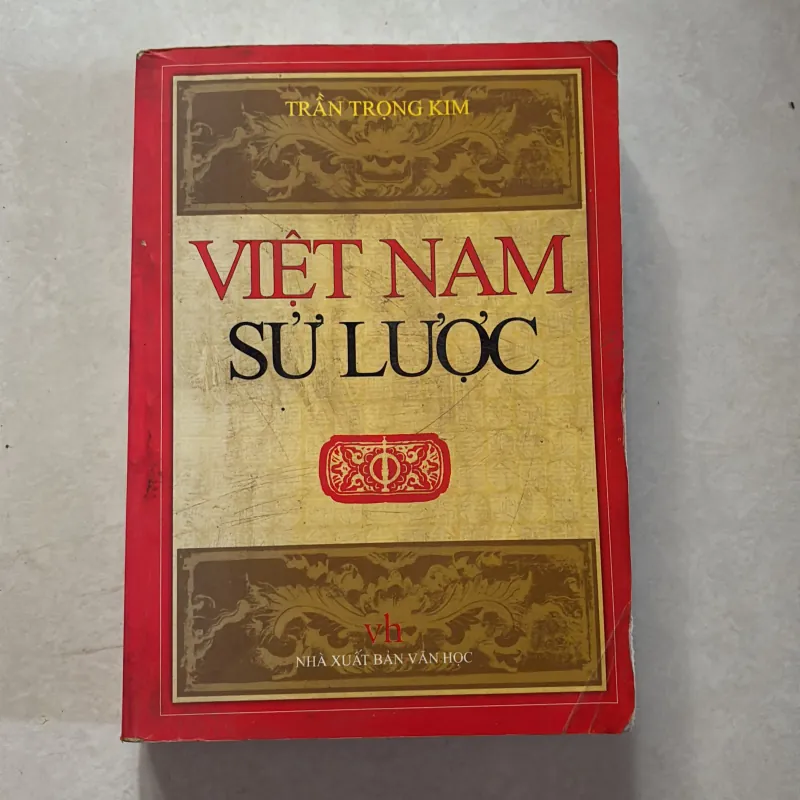 TRẦN TRỌNG KIM
VIỆT NAM
SỬ LƯỢC
vh
NHÀ XUẤT BẢN VĂN HỌC